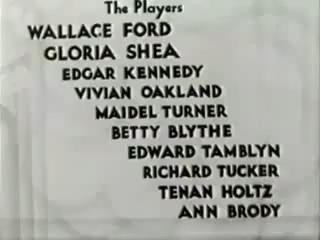 The Players
WALLACE FORD
GLORIA SHEA
EDGAR KENNEDY
VIVIAN OAKLAND
MAIDEL TURNER
BETTY BLYTHE
EDWARD TAMBLYN
RICHARD TUCKER
TENAN HOLTZ
ANN BRODY